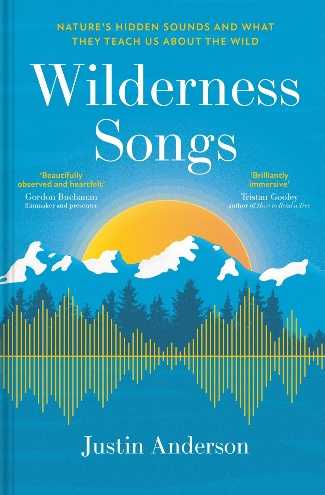 NATURE'S HIDDEN SOUNDS AND WHAT
THEY TEACH US ABOUT THE WILD
Wilderness
Songs
'Beautifully
observed and heartfelt'
Gordon Buchanan
filmmaker and presenter
'Brilliantly
immersive'
Tristan Gooley
author of How to Read a Tree
Justin Anderson